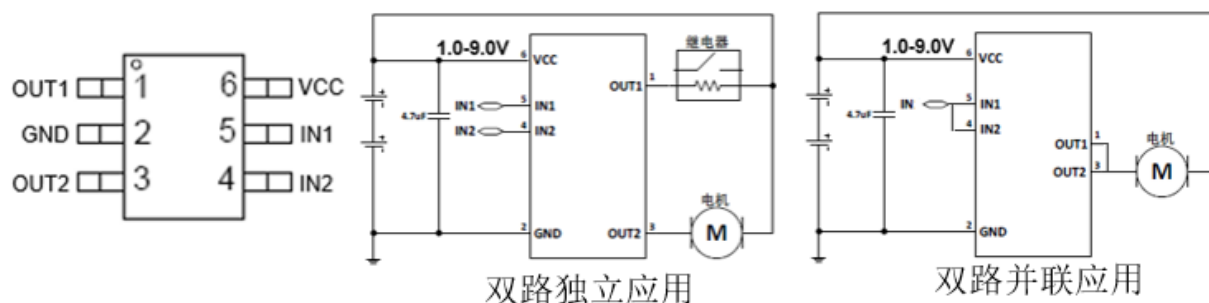 OUT1 1 6 VCC
GND 2 5 IN1
OUT2 3 4 IN2
1.0-9.0V
6
VCC
继电器
OUT1
1
IN1
5
IN1
IN2
4
IN2
4.7uF
电机
M
2
GND
OUT2
3
双路独立应用
1.0-9.0V
6
VCC
IN
5
IN1
4
IN2
4.7uF
OUT1
1
OUT2
3
电机
M
2
GND
双路并联应用